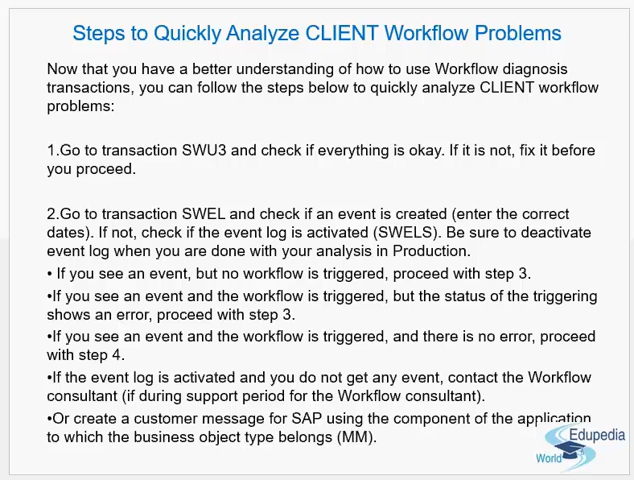 Steps to Quickly Analyze CLIENT Workflow Problems
Now that you have a better understanding of how to use Workflow diagnosis
transactions, you can follow the steps below to quickly analyze CLIENT workflow
problems:
1.Go to transaction SWU3 and check if everything is okay. If it is not, fix it before
you proceed.
2.Go to transaction SWEL and check if an event is created (enter the correct
dates). If not, check if the event log is activated (SWELS). Be sure to deactivate
event log when you are done with your analysis in Production.
• If you see an event, but no workflow is triggered, proceed with step 3.
•If you see an event and the workflow is triggered, but the status of the triggering
shows an error, proceed with step 3.
•If you see an event and the workflow is triggered, and there is no error, proceed
with step 4.
•If the event log is activated and you do not get any event, contact the Workflow
consultant (if during support period for the Workflow consultant).
•Or create a customer message for SAP using the component of the application
to which the business object type belongs (MM).
Edupedia
World